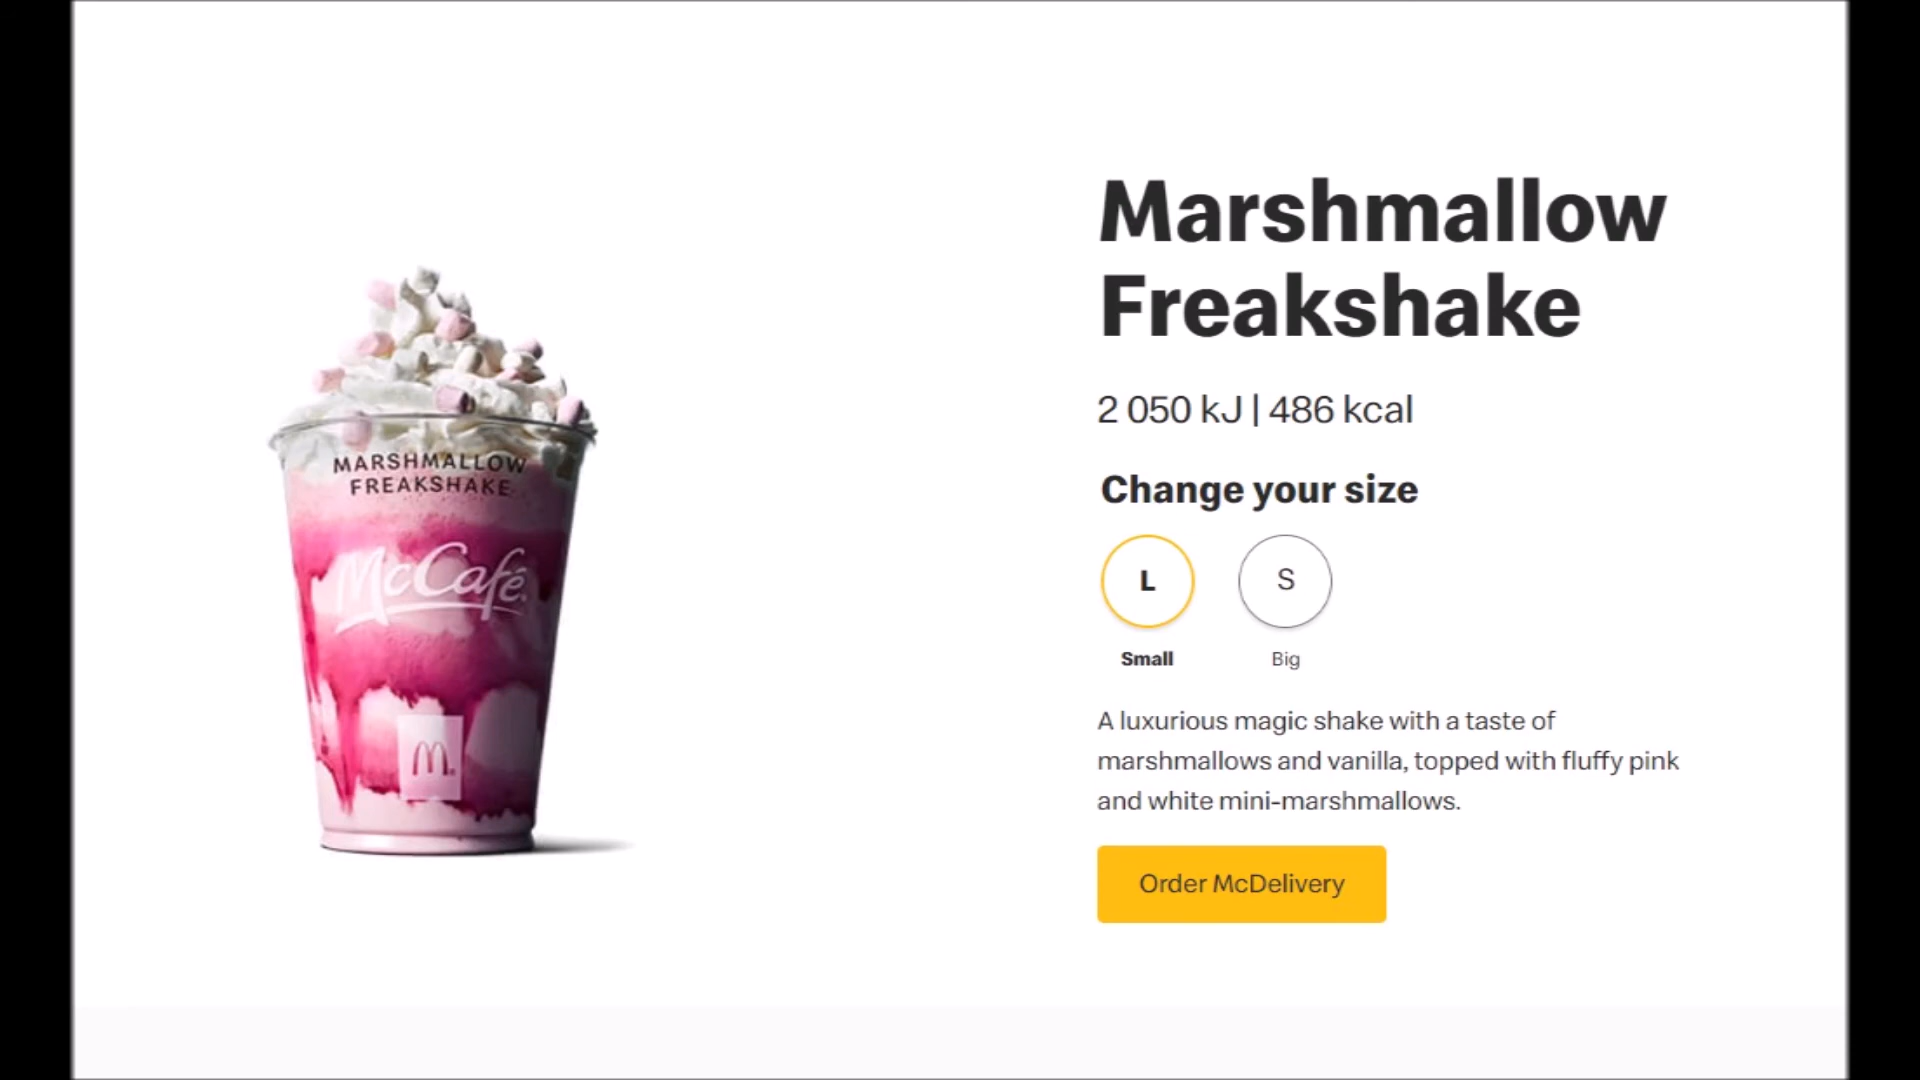 Marshmallow
Freakshake
2 050 kJ | 486 kcal
Change your size
L
S
Small
Big
A luxurious magic shake with a taste of
marshmallows and vanilla, topped with fluffy pink
and white mini-marshmallows.
Order McDelivery
MARSHMALLOW
FREAKSHAKE
McCafé